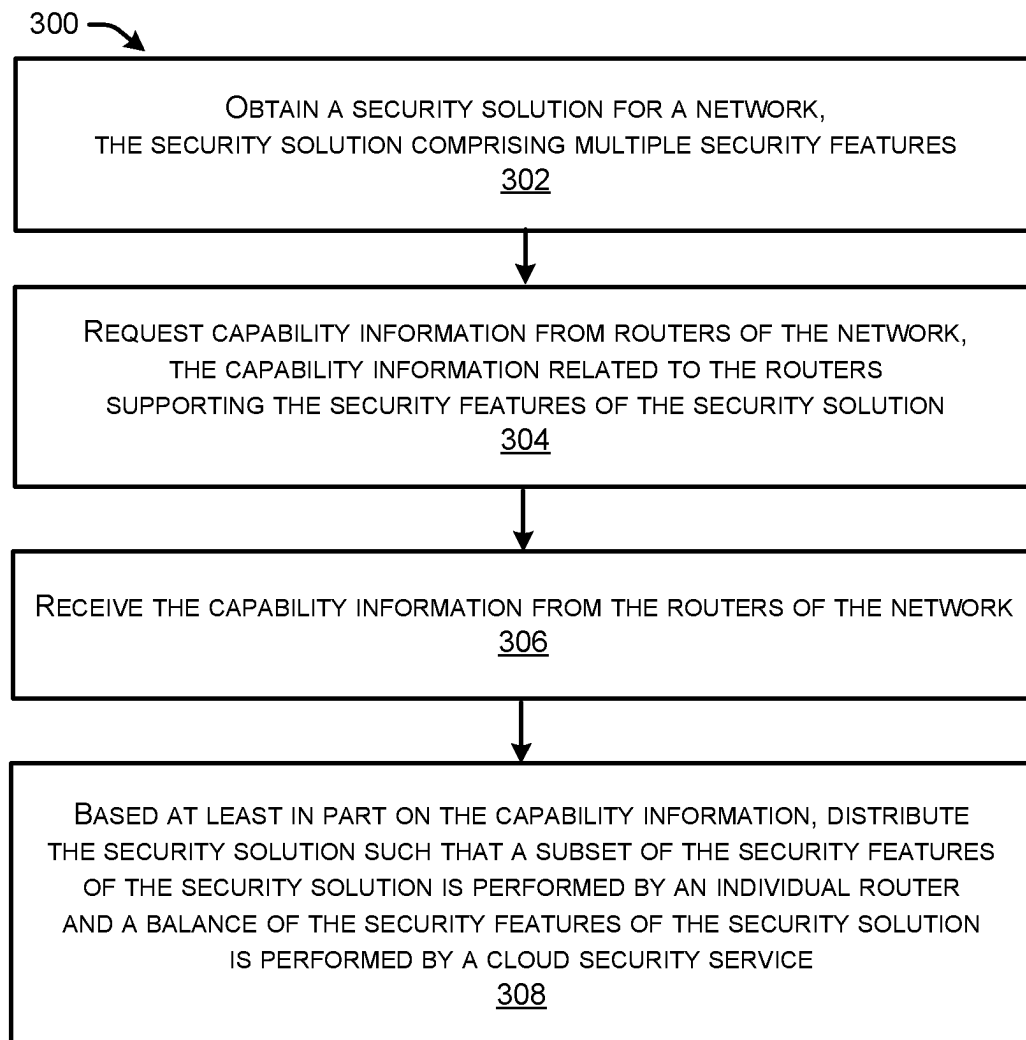 300
OBTAIN A SECURITY SOLUTION FOR A NETWORK,
THE SECURITY SOLUTION COMPRISING MULTIPLE SECURITY FEATURES
302
REQUEST CAPABILITY INFORMATION FROM ROUTERS OF THE NETWORK,
THE CAPABILITY INFORMATION RELATED TO THE ROUTERS
SUPPORTING THE SECURITY FEATURES OF THE SECURITY SOLUTION
304
RECEIVE THE CAPABILITY INFORMATION FROM THE ROUTERS OF THE NETWORK
306
BASED AT LEAST IN PART ON THE CAPABILITY INFORMATION, DISTRIBUTE
THE SECURITY SOLUTION SUCH THAT A SUBSET OF THE SECURITY FEATURES
OF THE SECURITY SOLUTION IS PERFORMED BY AN INDIVIDUAL ROUTER
AND A BALANCE OF THE SECURITY FEATURES OF THE SECURITY SOLUTION
IS PERFORMED BY A CLOUD SECURITY SERVICE
308